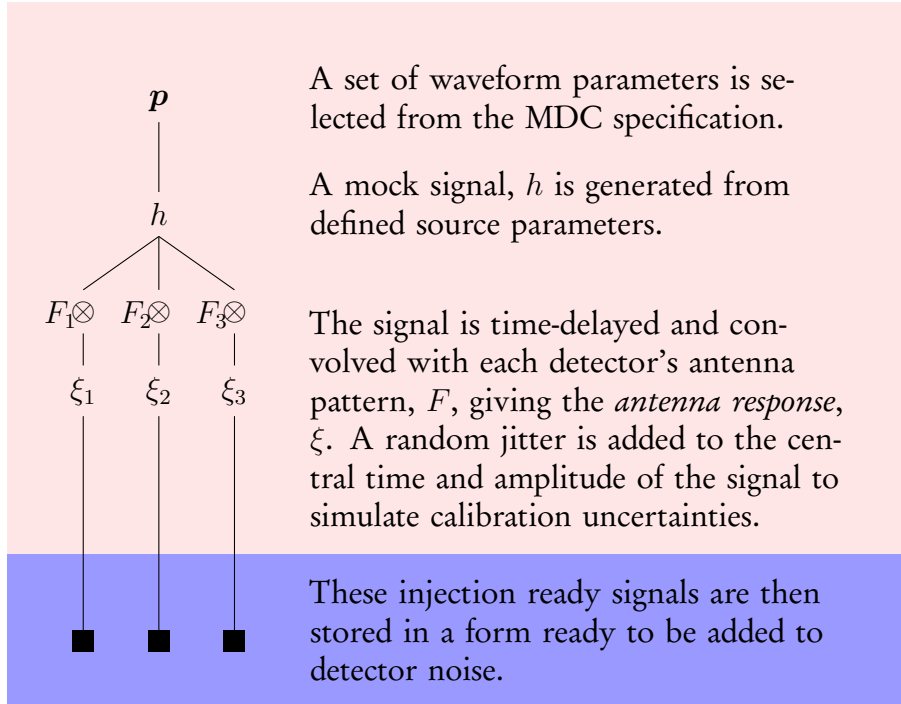 p
A set of waveform parameters is se-
lected from the MDC specification.
h
A mock signal, h is generated from
defined source parameters.
F₁⊗ F₂⊗ F₃⊗
ξ₁ ξ₂ ξ₃
The signal is time-delayed and con-
volved with each detector's antenna
pattern, F, giving the antenna response,
ξ. A random jitter is added to the cen-
tral time and amplitude of the signal to
simulate calibration uncertainties.
These injection ready signals are then
stored in a form ready to be added to
detector noise.